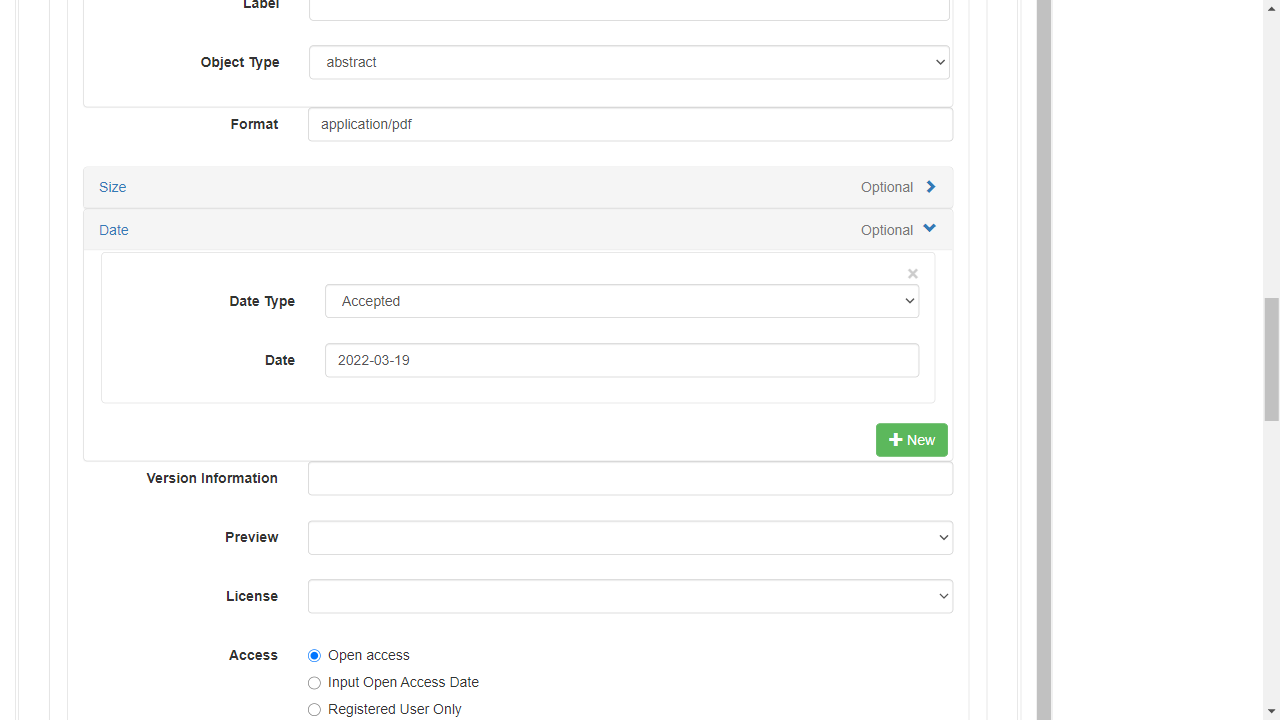 Label
Object Type abstract
Format application/pdf
Size Optional
Date Optional
×
Date Type Accepted
Date 2022-03-19
New
Version Information
Preview
License
Access Open access
Input Open Access Date
Registered User Only